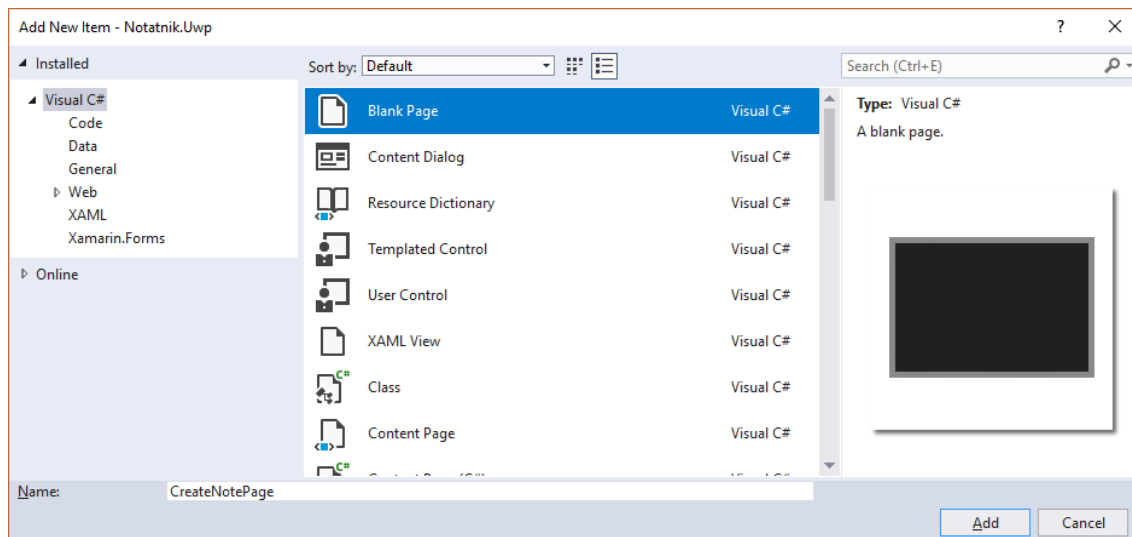 Add New Item - Notatnik.Uwp
?
Installed
Sort by: Default
Search (Ctrl+E)
Visual C#
Code
Data
General
Web
XAML
Xamarin.Forms
Online
Blank Page Visual C#
Content Dialog Visual C#
Resource Dictionary Visual C#
Templated Control Visual C#
User Control Visual C#
XAML View Visual C#
C#
Class Visual C#
Content Page Visual C#
C#
Type: Visual C#
A blank page.
Name: CreateNotePage
Add Cancel